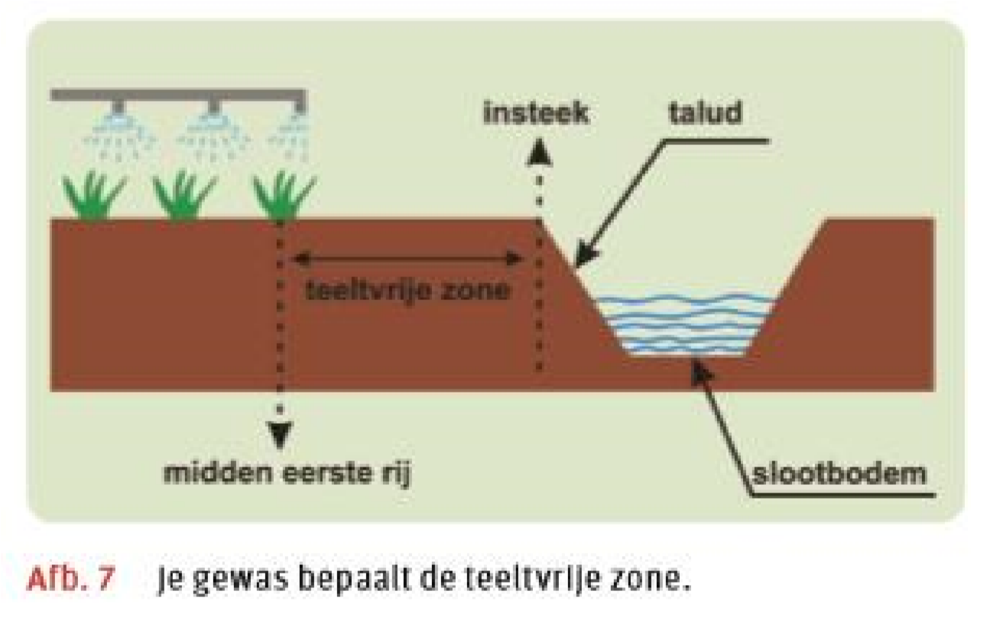 insteek
talud
teeltvrije zone
midden eerste rij
slootbodem
Afb. 7 Je gewas bepaalt de teeltvrije zone.